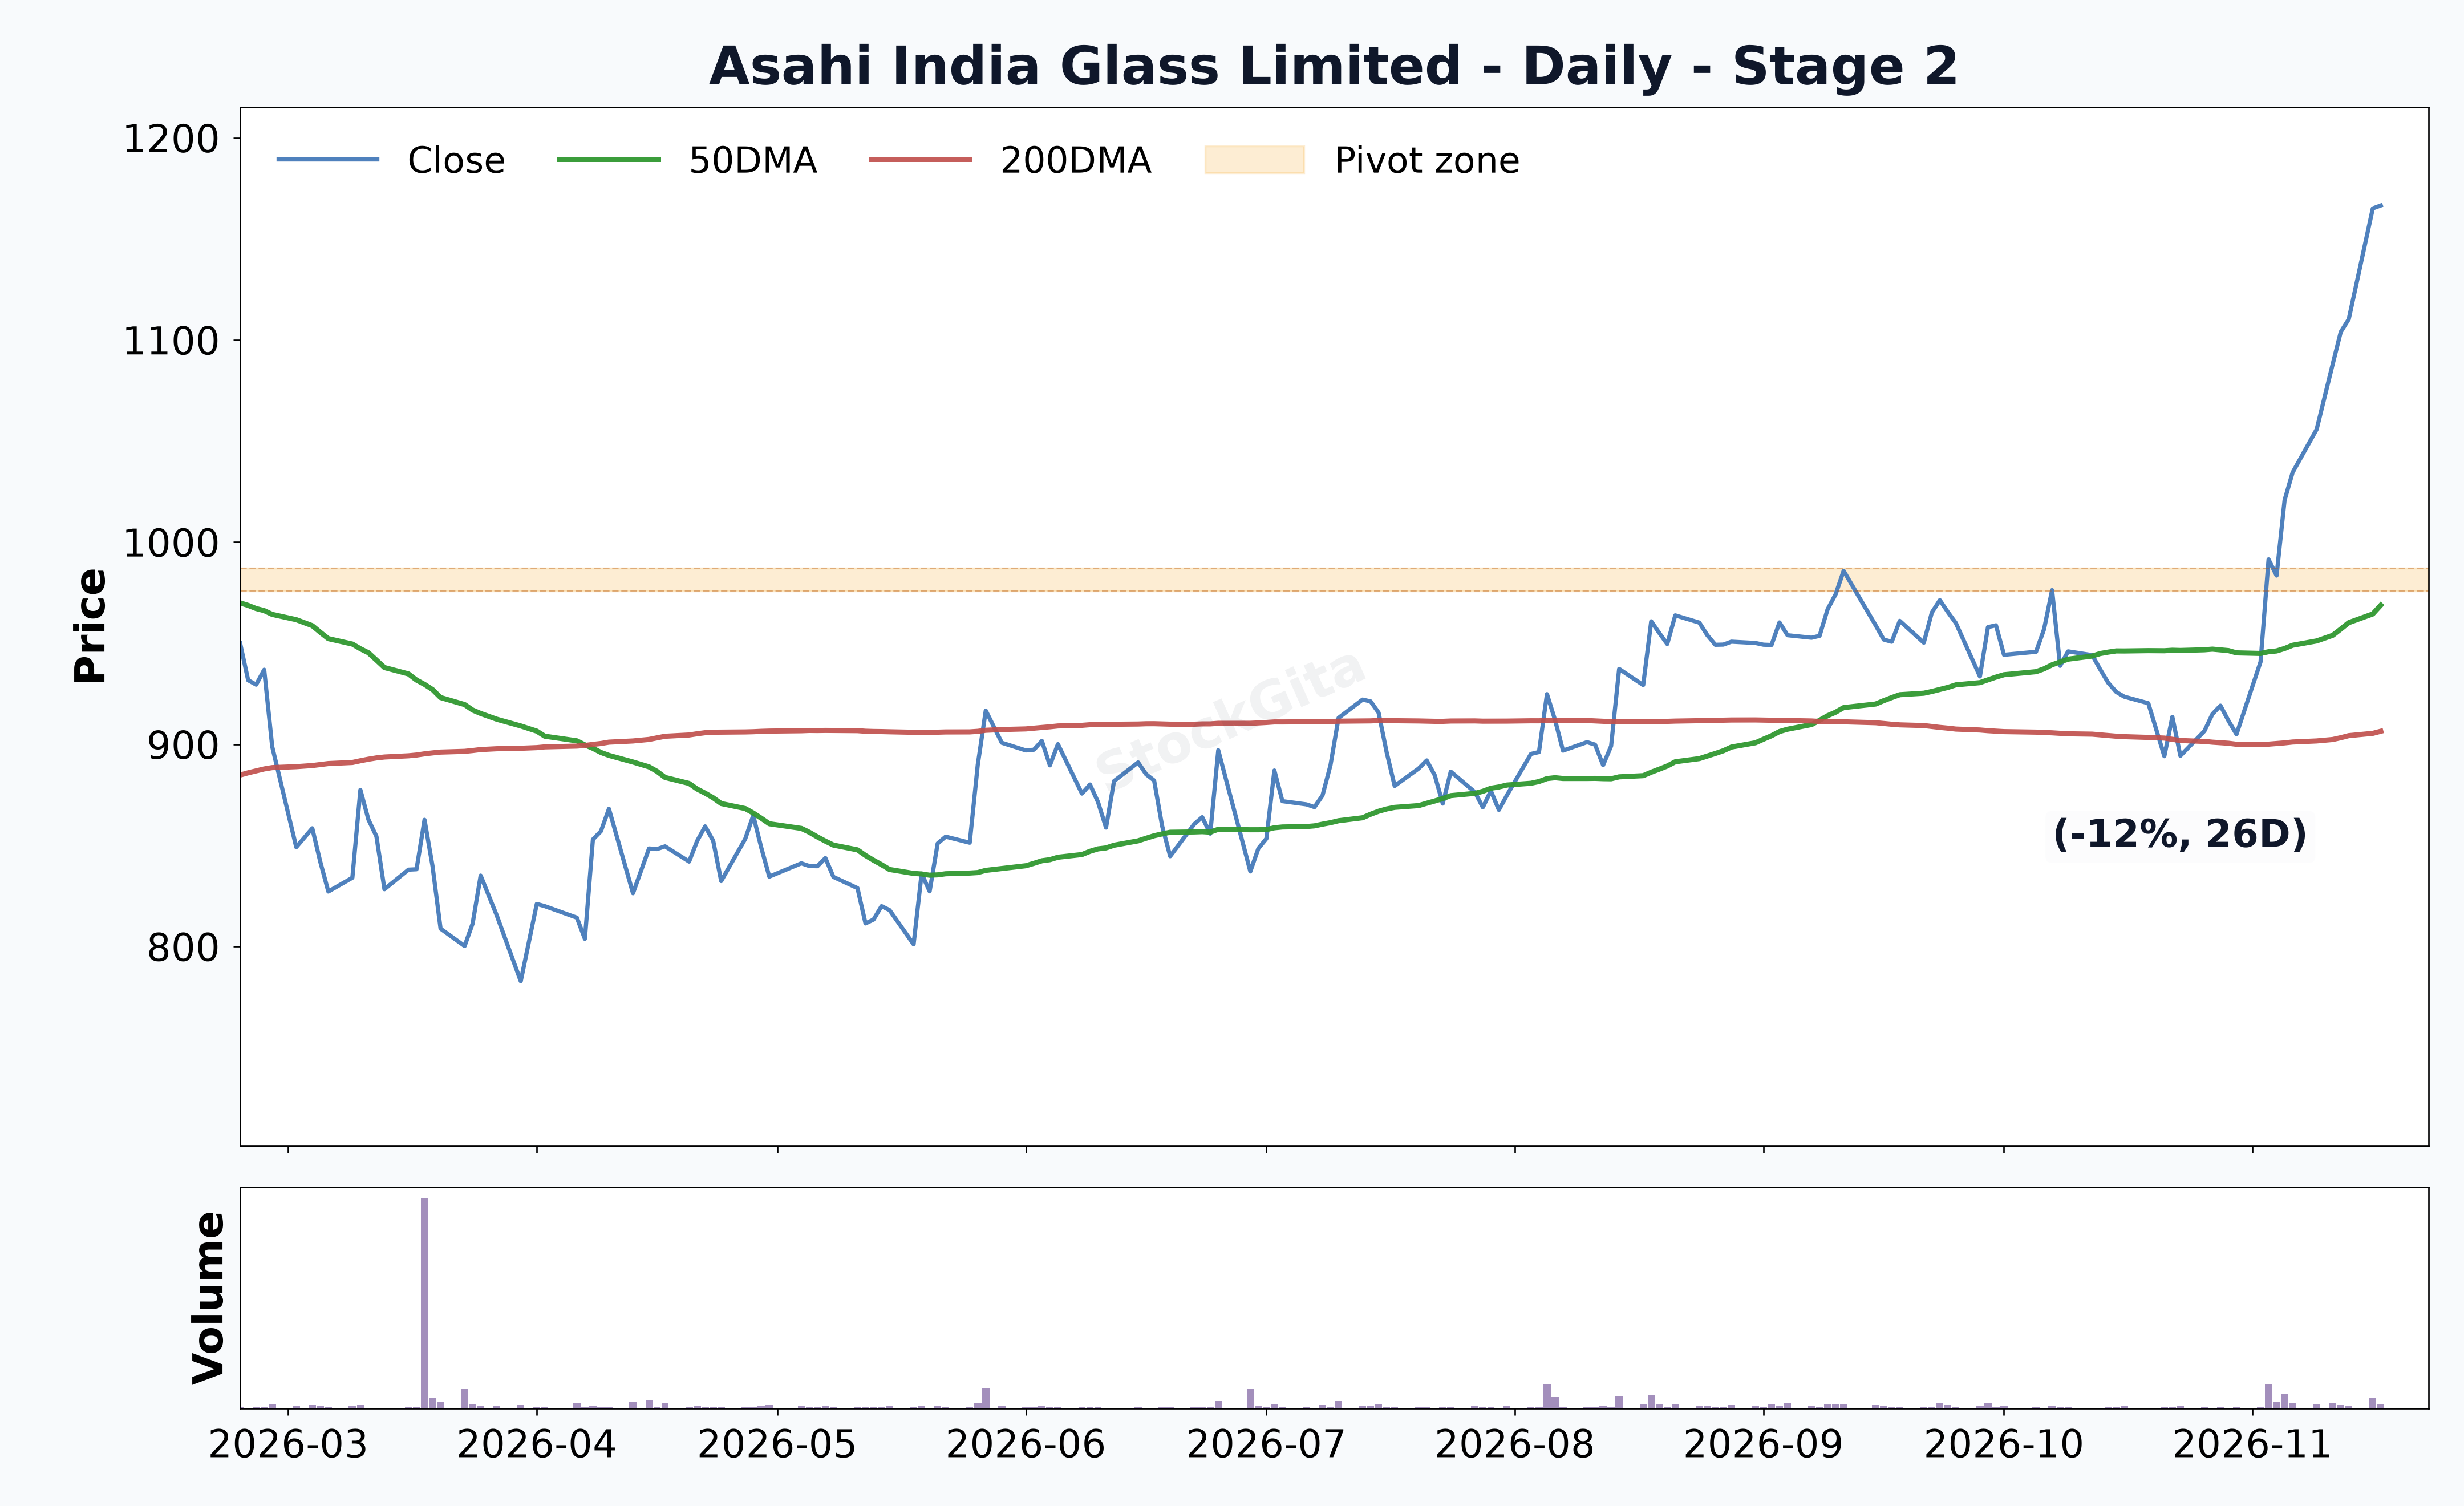 Asahi India Glass Limited - Daily - Stage 2
Close 50DMA 200DMA Pivot zone
1200
1100
1000
900
800
Price
StockGita
(-12%, 26D)
Volume
2026-03 2026-04 2026-05 2026-06 2026-07 2026-08 2026-09 2026-10 2026-11